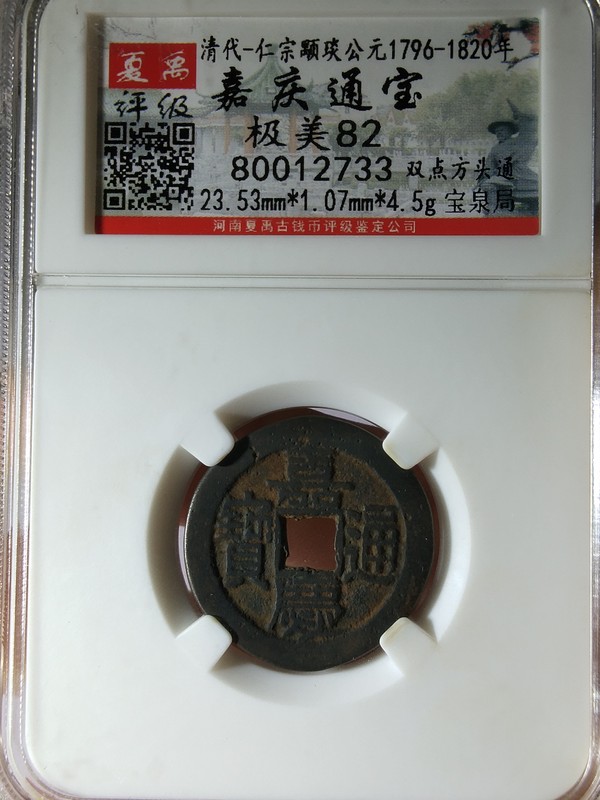 夏禹
评级
清代-仁宗颙琰公元1796-1820年
嘉庆通宝
极美82
80012733 双点方头通
23.53mm*1.07mm*4.5g 宝泉局
河南夏禹古钱币评级鉴定公司
嘉
寶 通
慶